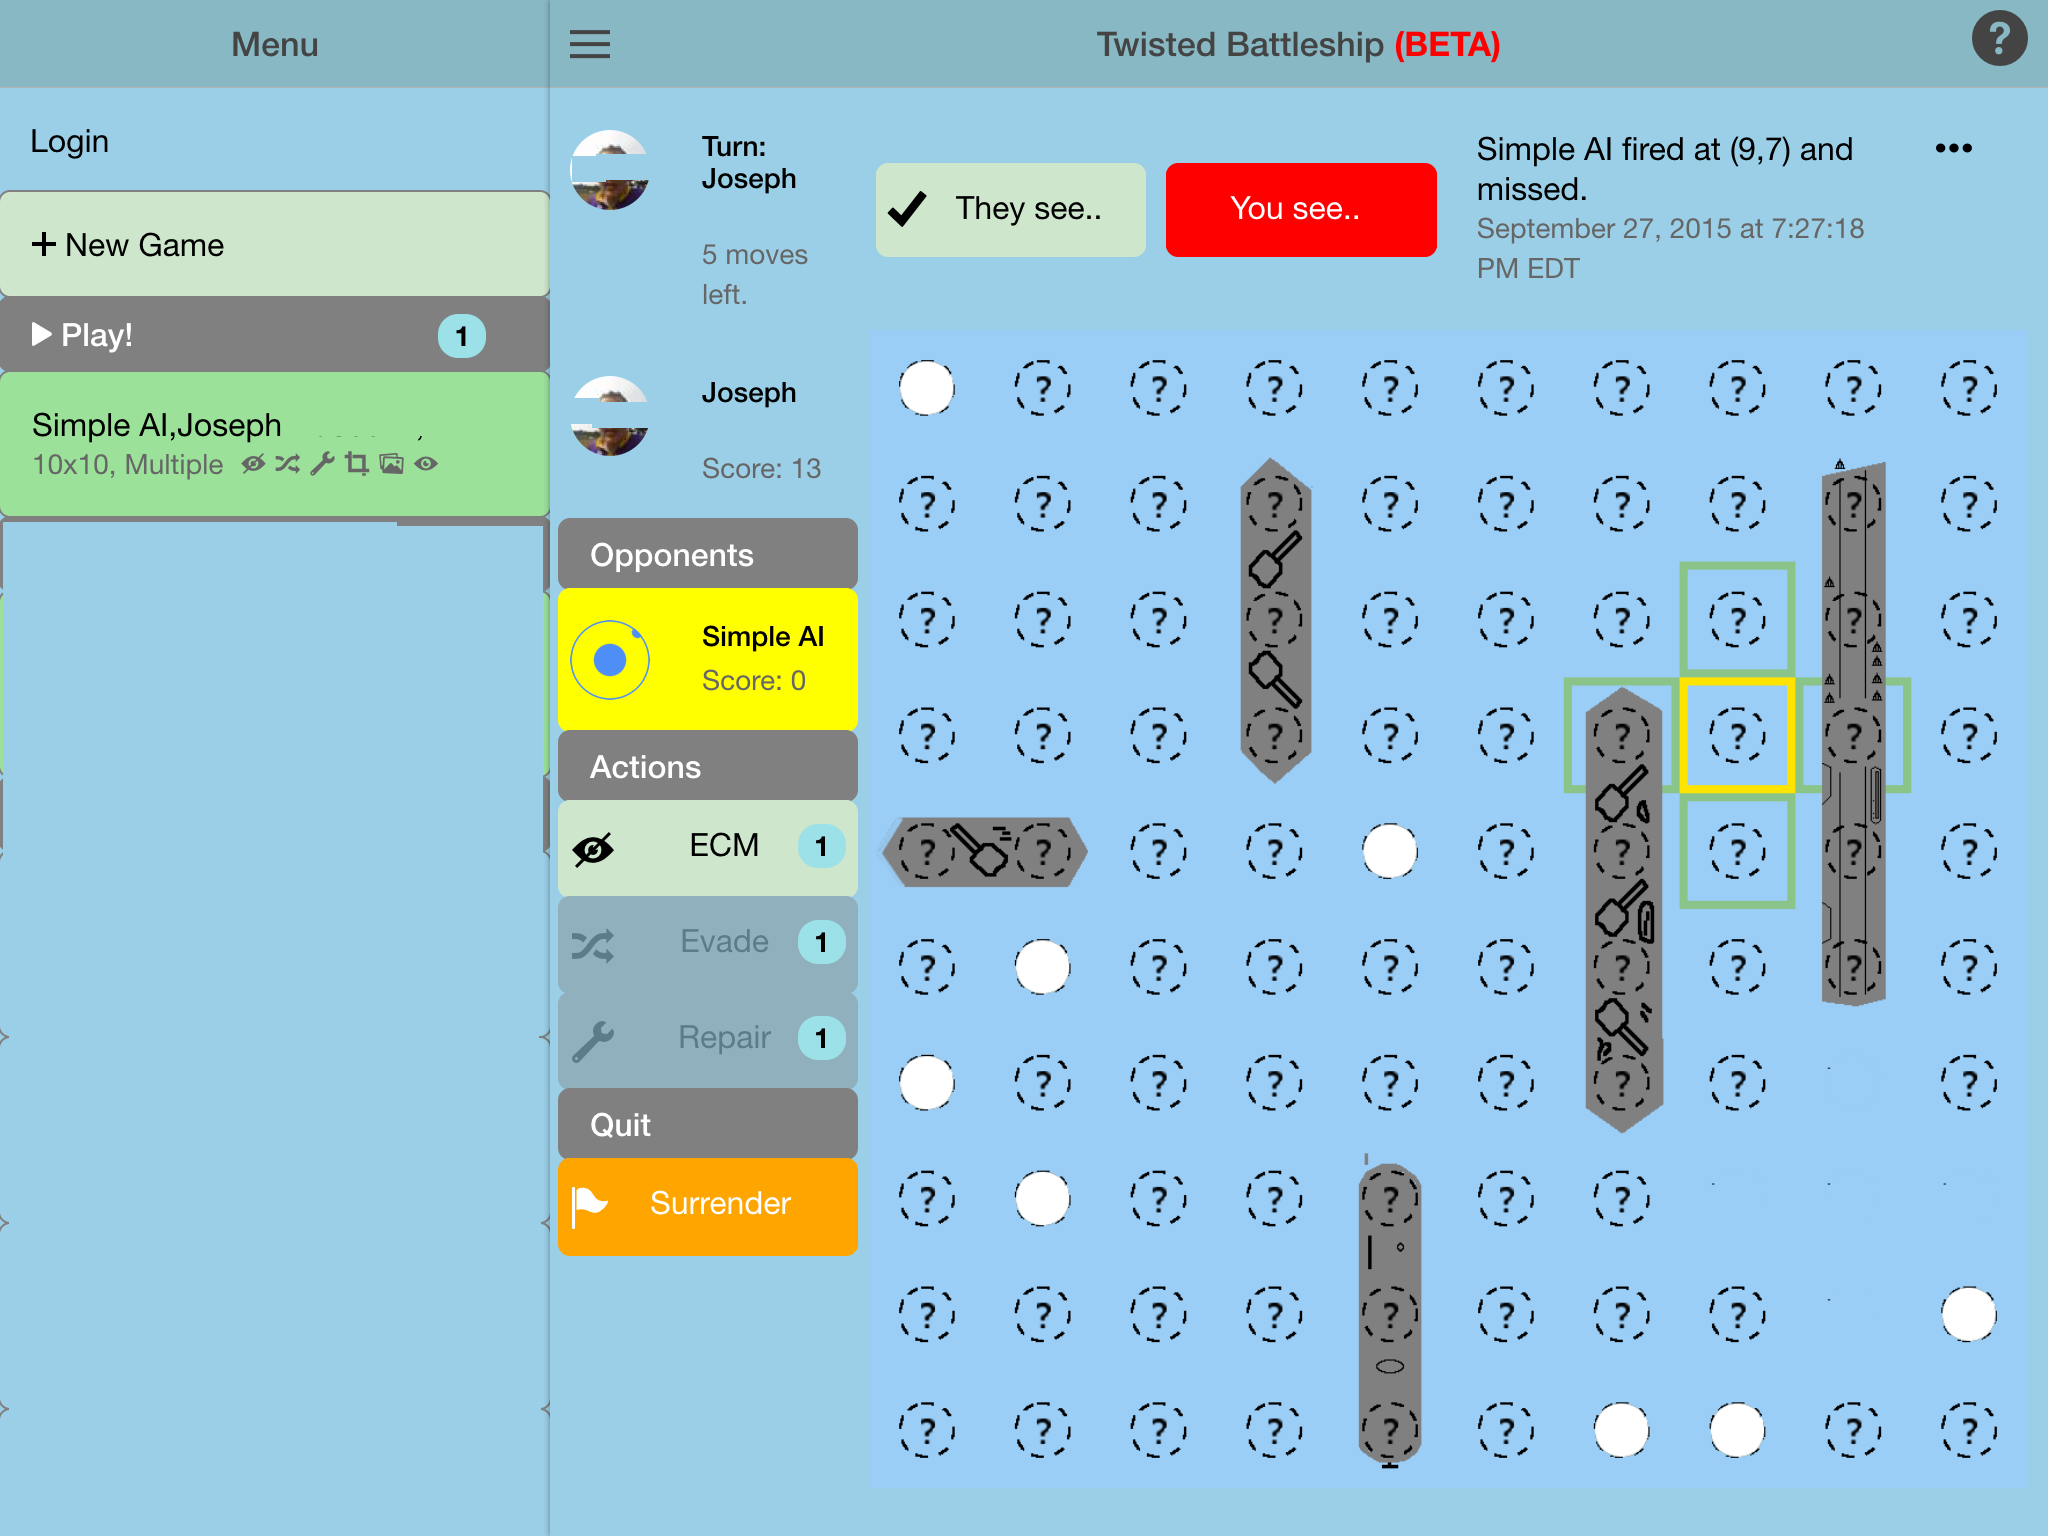 Menu
Login
+ New Game
Play! 1
Simple AI,Joseph
10x10, Multiple
Twisted Battleship (BETA)
?
Turn:
Joseph
5 moves
left.
Joseph
Score: 13
Opponents
Simple AI
Score: 0
Actions
ECM 1
Evade 1
Repair 1
Quit
Surrender
They see..
You see..
Simple AI fired at (9,7) and
missed.
September 27, 2015 at 7:27:18
PM EDT
? ? ? ? ? ? ? ? ?
? ? ? ? ? ? ? ? ? ?
? ? ? ? ? ? ? ? ? ?
? ? ? ? ? ? ? ? ? ?
? ? ? ? ? ? ? ? ?
? ? ? ? ? ? ? ? ?
? ? ? ? ? ? ? ?
? ? ? ? ? ?
? ? ? ? ? ? ? ?
? ? ? ? ? ? ? ?